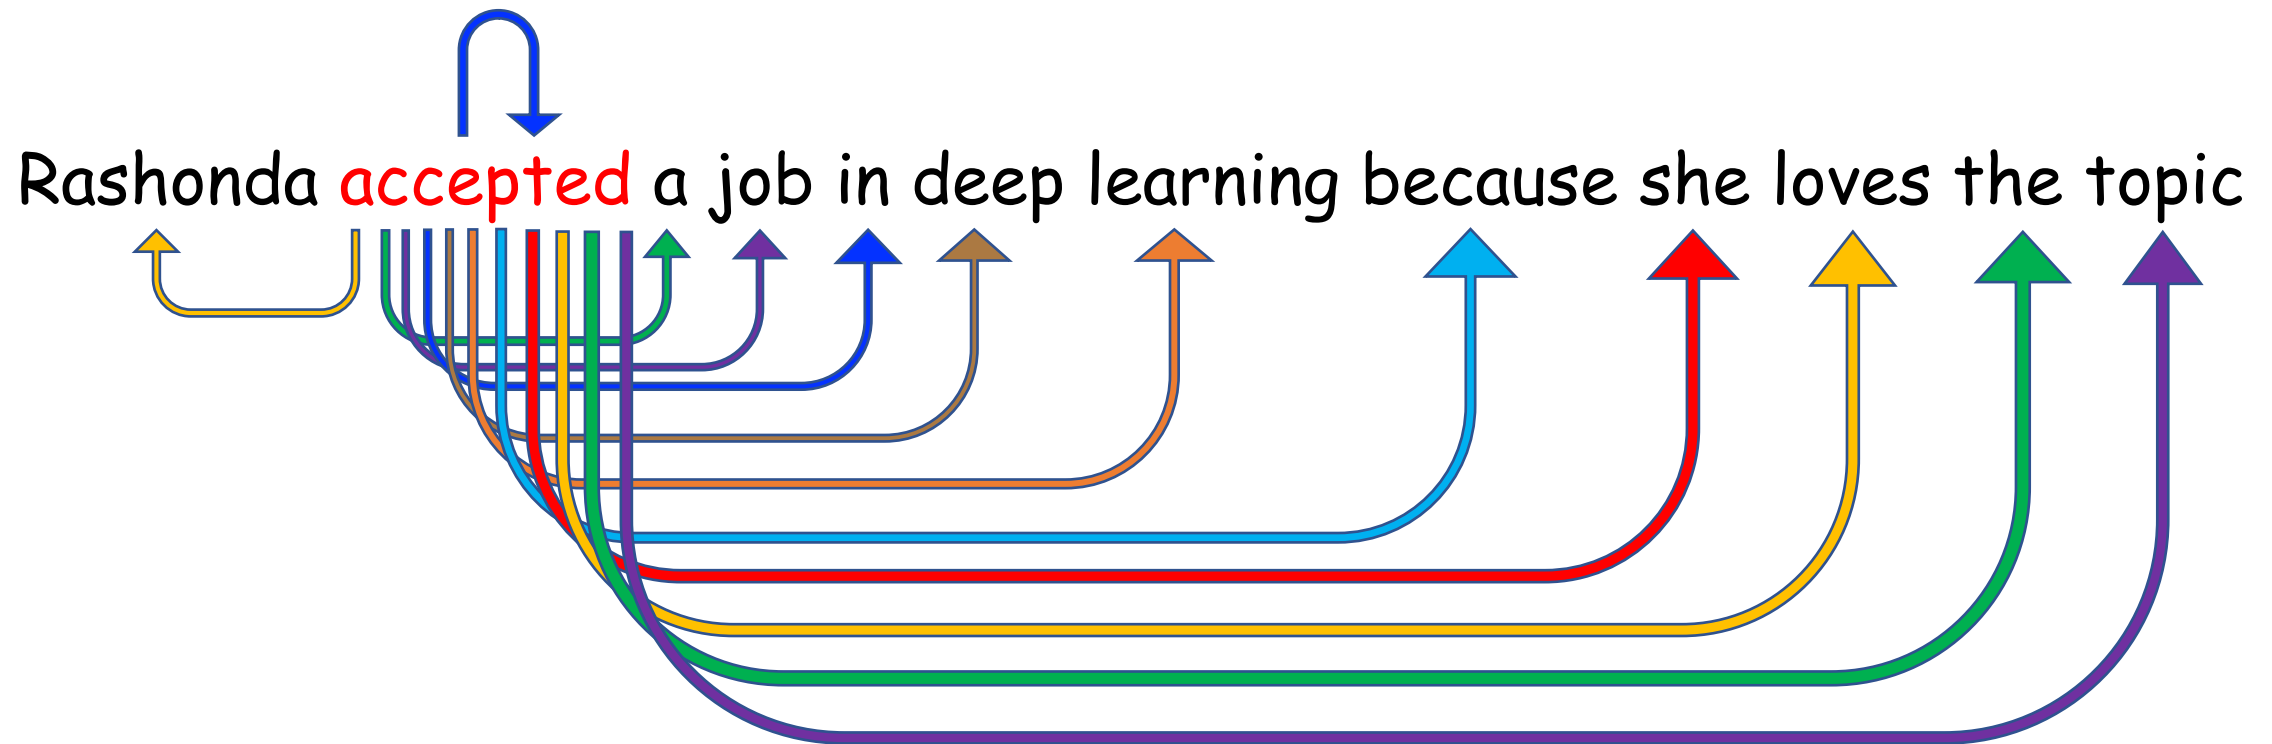 Rashonda accepted a job in deep learning because she loves the topic